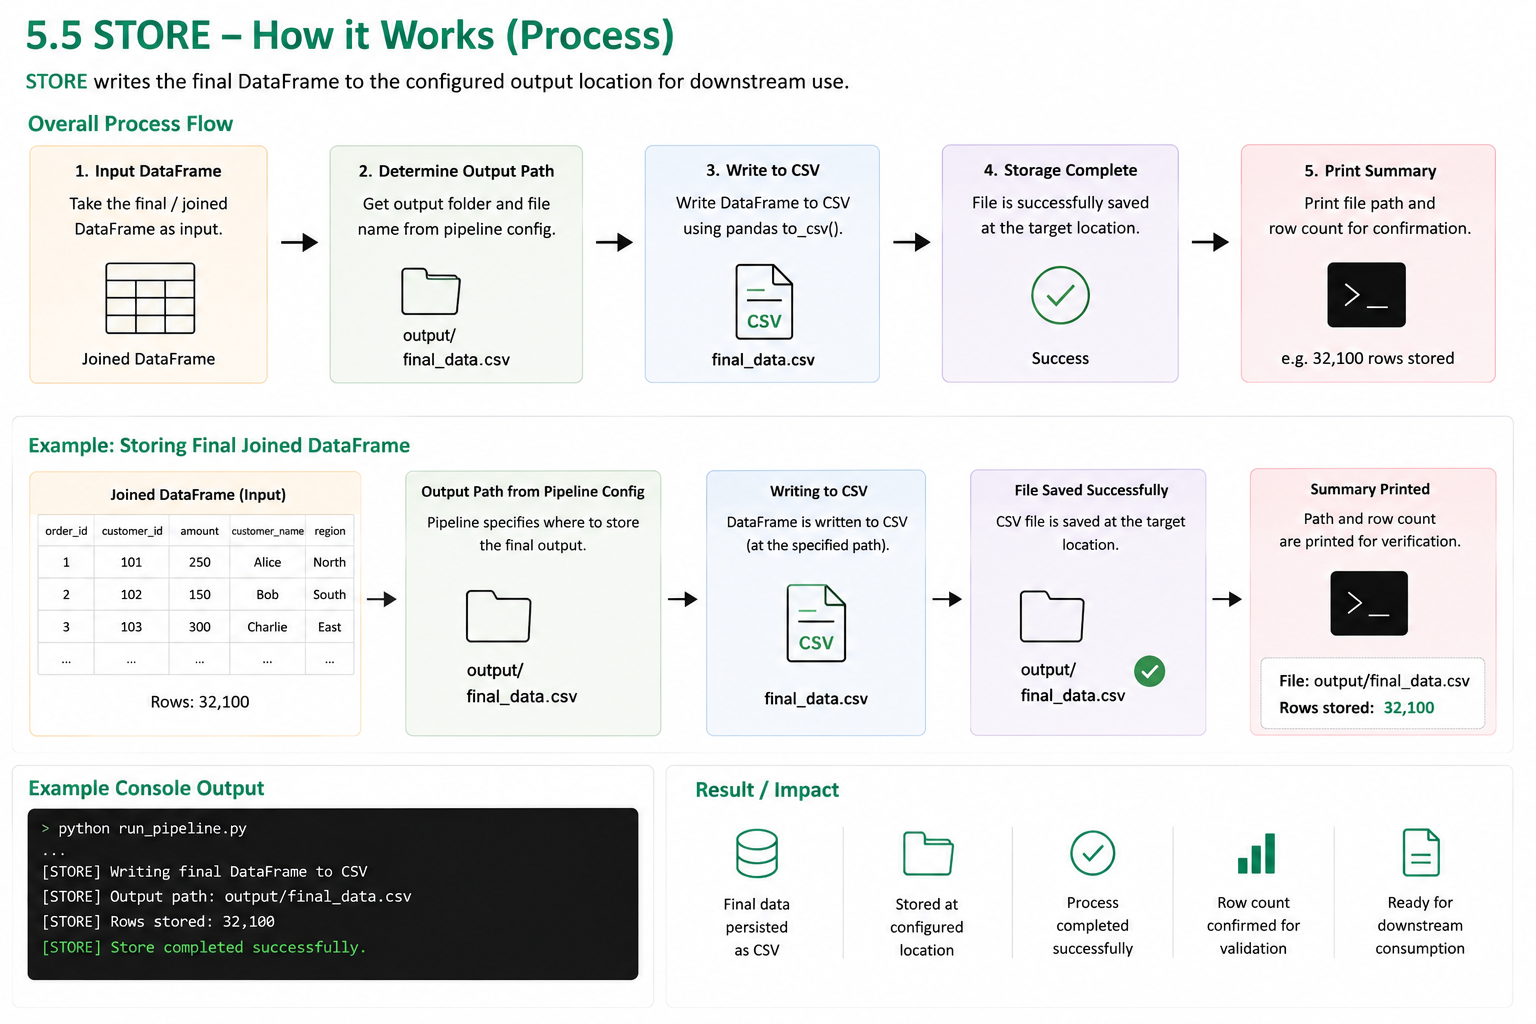 5.5 STORE – How it Works (Process)
STORE writes the final DataFrame to the configured output location for downstream use.
Overall Process Flow
1. Input DataFrame
Take the final / joined
DataFrame as input.
Joined DataFrame
2. Determine Output Path
Get output folder and file
name from pipeline config.
output/
final_data.csv
3. Write to CSV
Write DataFrame to CSV
using pandas to_csv().
CSV
final_data.csv
4. Storage Complete
File is successfully saved
at the target location.
Success
5. Print Summary
Print file path and
row count for confirmation.
>_
e.g. 32,100 rows stored
Example: Storing Final Joined DataFrame
Joined DataFrame (Input)
order_id customer_id amount customer_name region
1 101 250 Alice North
2 102 150 Bob South
3 103 300 Charlie East
... ... ... ... ...
Rows: 32,100
Output Path from Pipeline Config
Pipeline specifies where to store
the final output.
output/
final_data.csv
Writing to CSV
DataFrame is written to CSV
(at the specified path).
CSV
final_data.csv
File Saved Successfully
CSV file is saved at the target
location.
output/
final_data.csv
Summary Printed
Path and row count
are printed for verification.
>_
File: output/final_data.csv
Rows stored: 32,100
Example Console Output
> python run_pipeline.py
...
[STORE] Writing final DataFrame to CSV
[STORE] Output path: output/final_data.csv
[STORE] Rows stored: 32,100
[STORE] Store completed successfully.
Result / Impact
Final data
persisted
as CSV
Stored at
configured
location
Process
completed
successfully
Row count
confirmed for
validation
Ready for
downstream
consumption